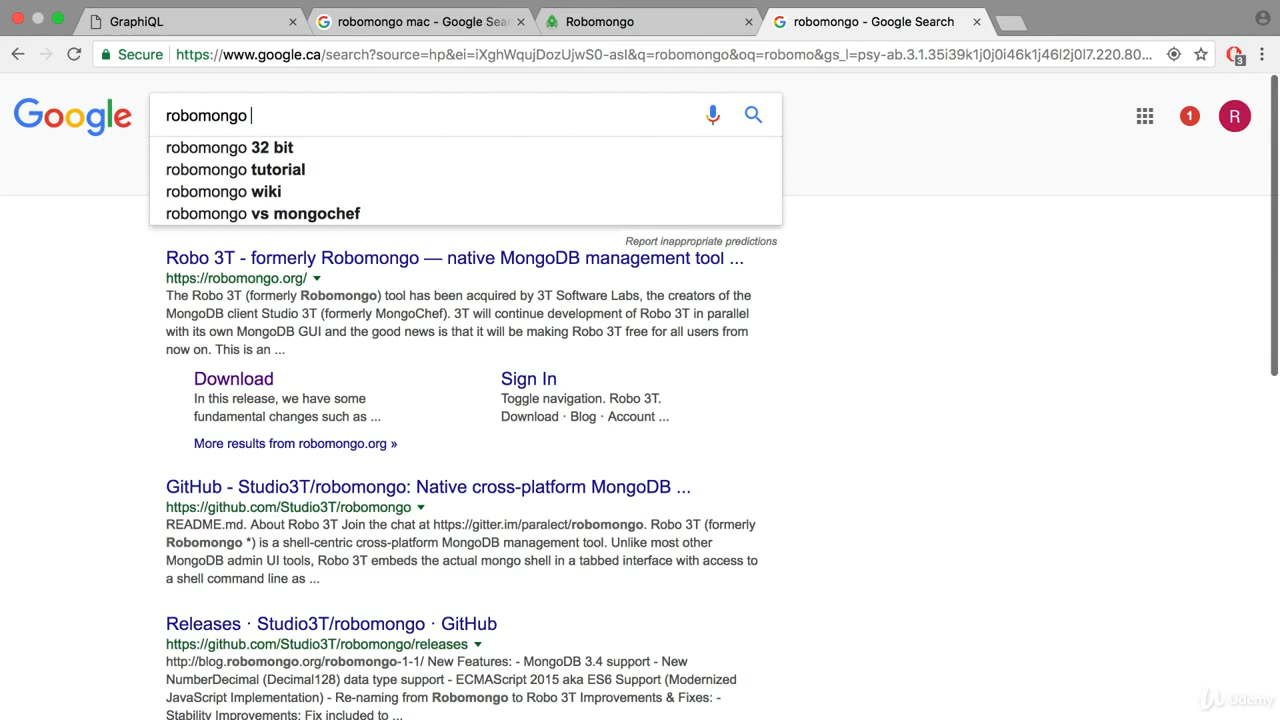 GraphiQL
robomongo mac - Google Sear
Robomongo
robomongo - Google Search
Secure
https://www.google.ca/search?source=hp&ei=iXghWqujDozUjwS0-asI&q=robomongo&oq=robomo&gs_l=psy-ab.3.1.35i39k1j0j0i46k1j46l2j0l7.220.80...
3
Google
robomongo
1
R
robomongo 32 bit
robomongo tutorial
robomongo wiki
robomongo vs mongochef
Report inappropriate predictions
Robo 3T - formerly Robomongo — native MongoDB management tool ...
https://robomongo.org/
The Robo 3T (formerly Robomongo) tool has been acquired by 3T Software Labs, the creators of the
MongoDB client Studio 3T (formerly MongoChef). 3T will continue development of Robo 3T in parallel
with its own MongoDB GUI and the good news is that it will be making Robo 3T free for all users from
now on. This is an ...
Download
In this release, we have some
fundamental changes such as ...
Sign In
Toggle navigation. Robo 3T.
Download · Blog · Account ...
More results from robomongo.org »
GitHub - Studio3T/robomongo: Native cross-platform MongoDB ...
https://github.com/Studio3T/robomongo
README.md. About Robo 3T Join the chat at https://gitter.im/paralect/robomongo. Robo 3T (formerly
Robomongo *) is a shell-centric cross-platform MongoDB management tool. Unlike most other
MongoDB admin UI tools, Robo 3T embeds the actual mongo shell in a tabbed interface with access to
a shell command line as ...
Releases · Studio3T/robomongo · GitHub
https://github.com/Studio3T/robomongo/releases
http://blog.robomongo.org/robomongo-1-1/ New Features: - MongoDB 3.4 support - New
NumberDecimal (Decimal128) data type support - ECMAScript 2015 aka ES6 Support (Modernized
JavaScript Implementation) - Re-naming from Robomongo to Robo 3T Improvements & Fixes: -
Stability Improvements: Fix included to ...
Udemy